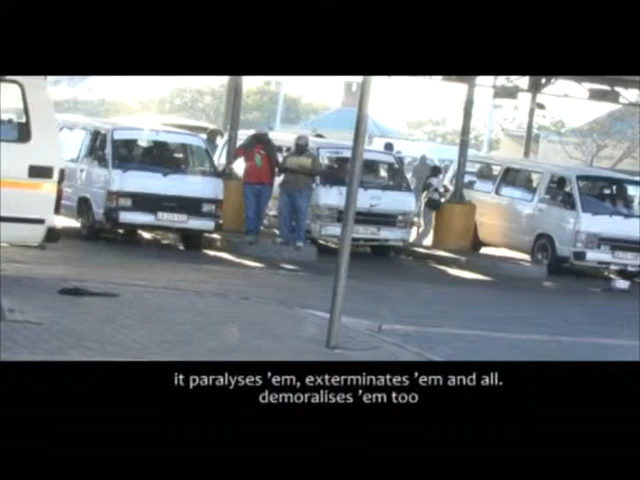 it paralyses 'em, exterminates 'em and all.
demoralises 'em too